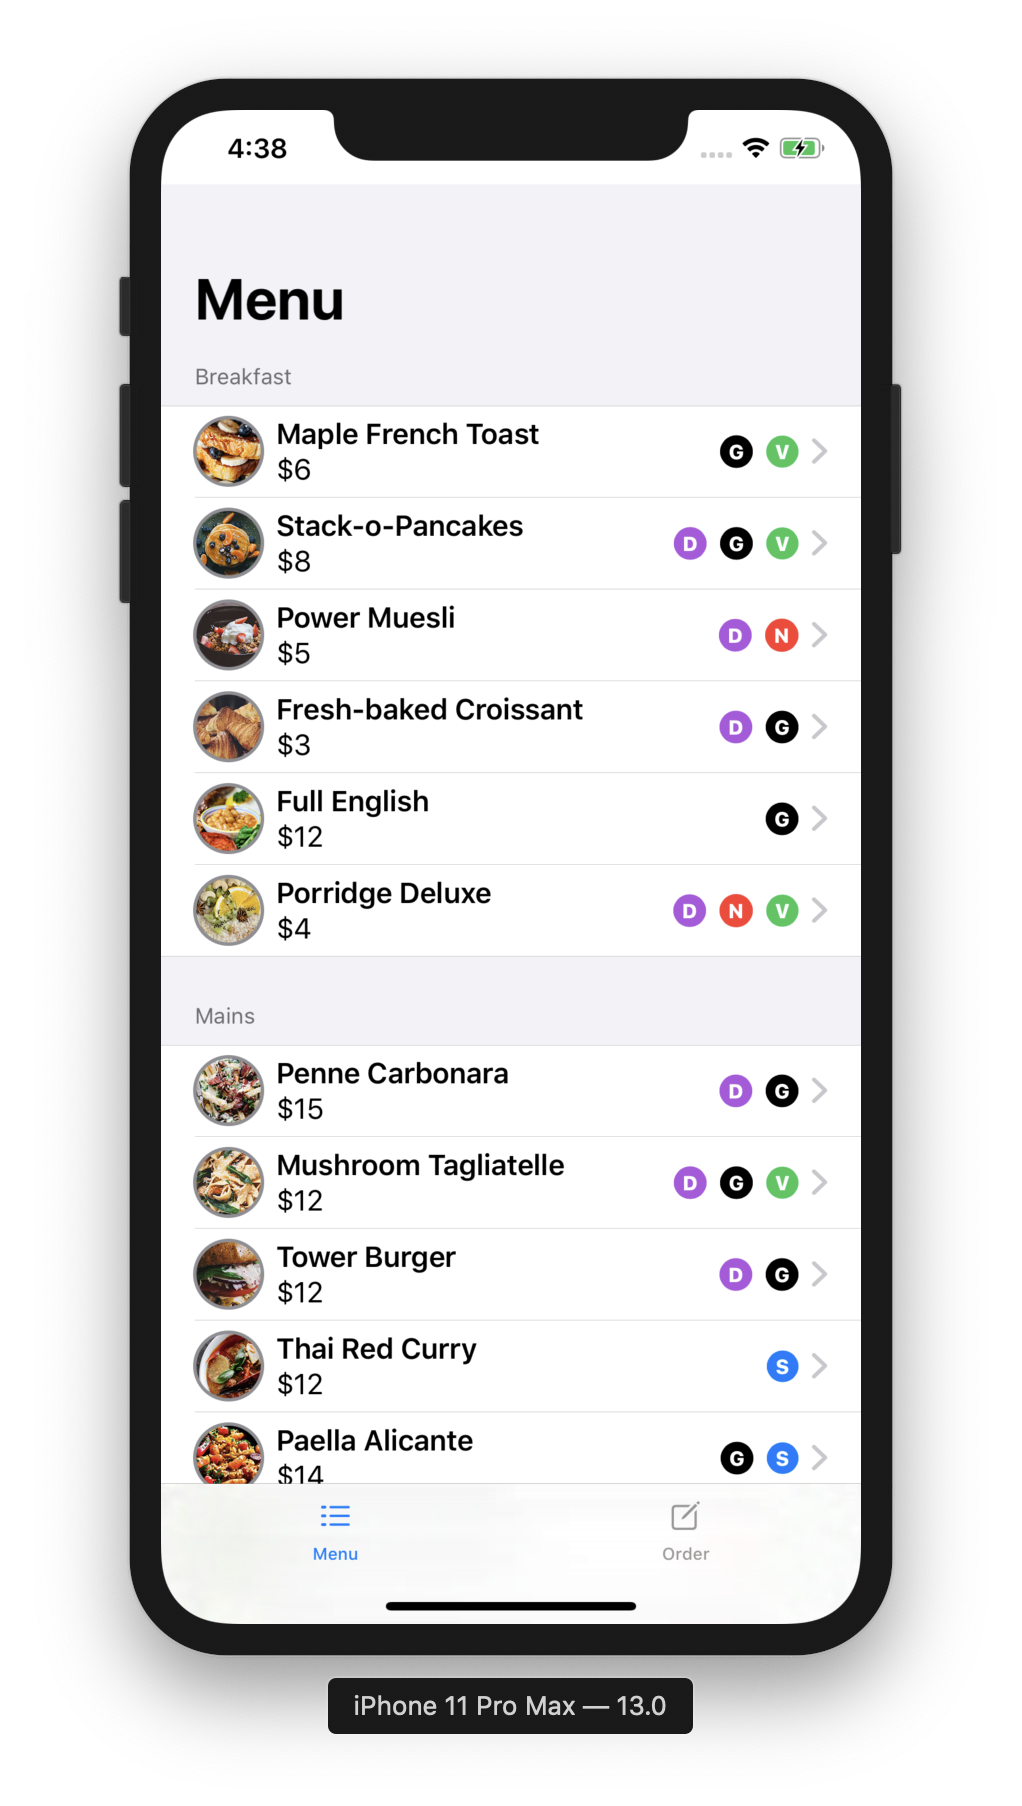 4:38
Menu
Breakfast
Maple French Toast
$6
G V
Stack-o-Pancakes
$8
D G V
Power Muesli
$5
D N
Fresh-baked Croissant
$3
D G
Full English
$12
G
Porridge Deluxe
$4
D N V
Mains
Penne Carbonara
$15
D G
Mushroom Tagliatelle
$12
D G V
Tower Burger
$12
D G
Thai Red Curry
$12
S
Paella Alicante
$14
G S
Menu
Order
iPhone 11 Pro Max — 13.0